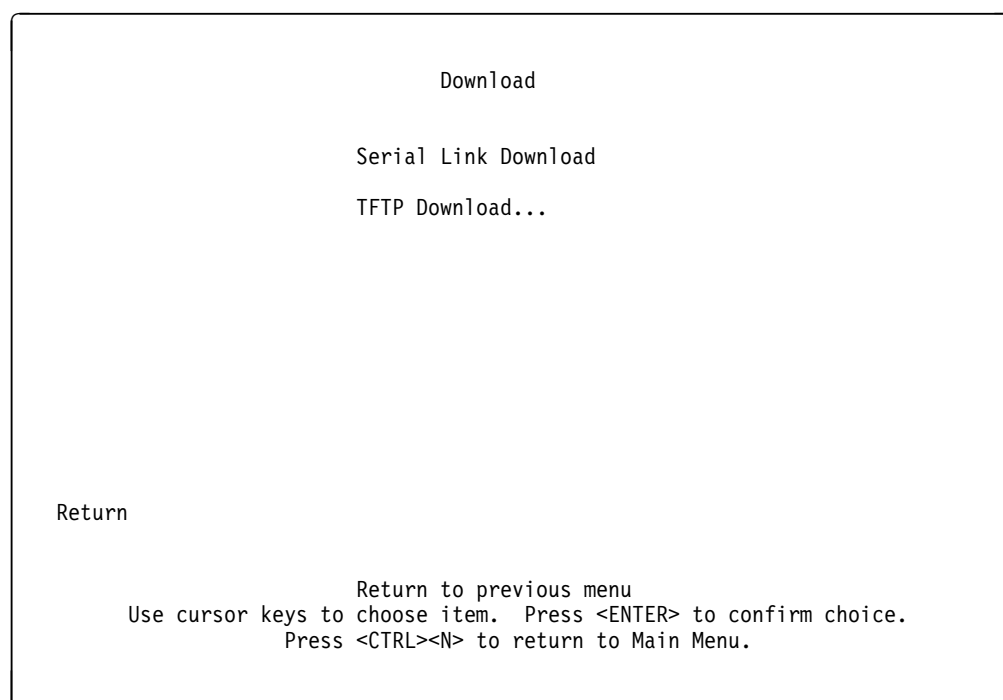 Download
Serial Link Download
TFTP Download...
Return
Return to previous menu
Use cursor keys to choose item.  Press <ENTER> to confirm choice.
Press <CTRL><N> to return to Main Menu.